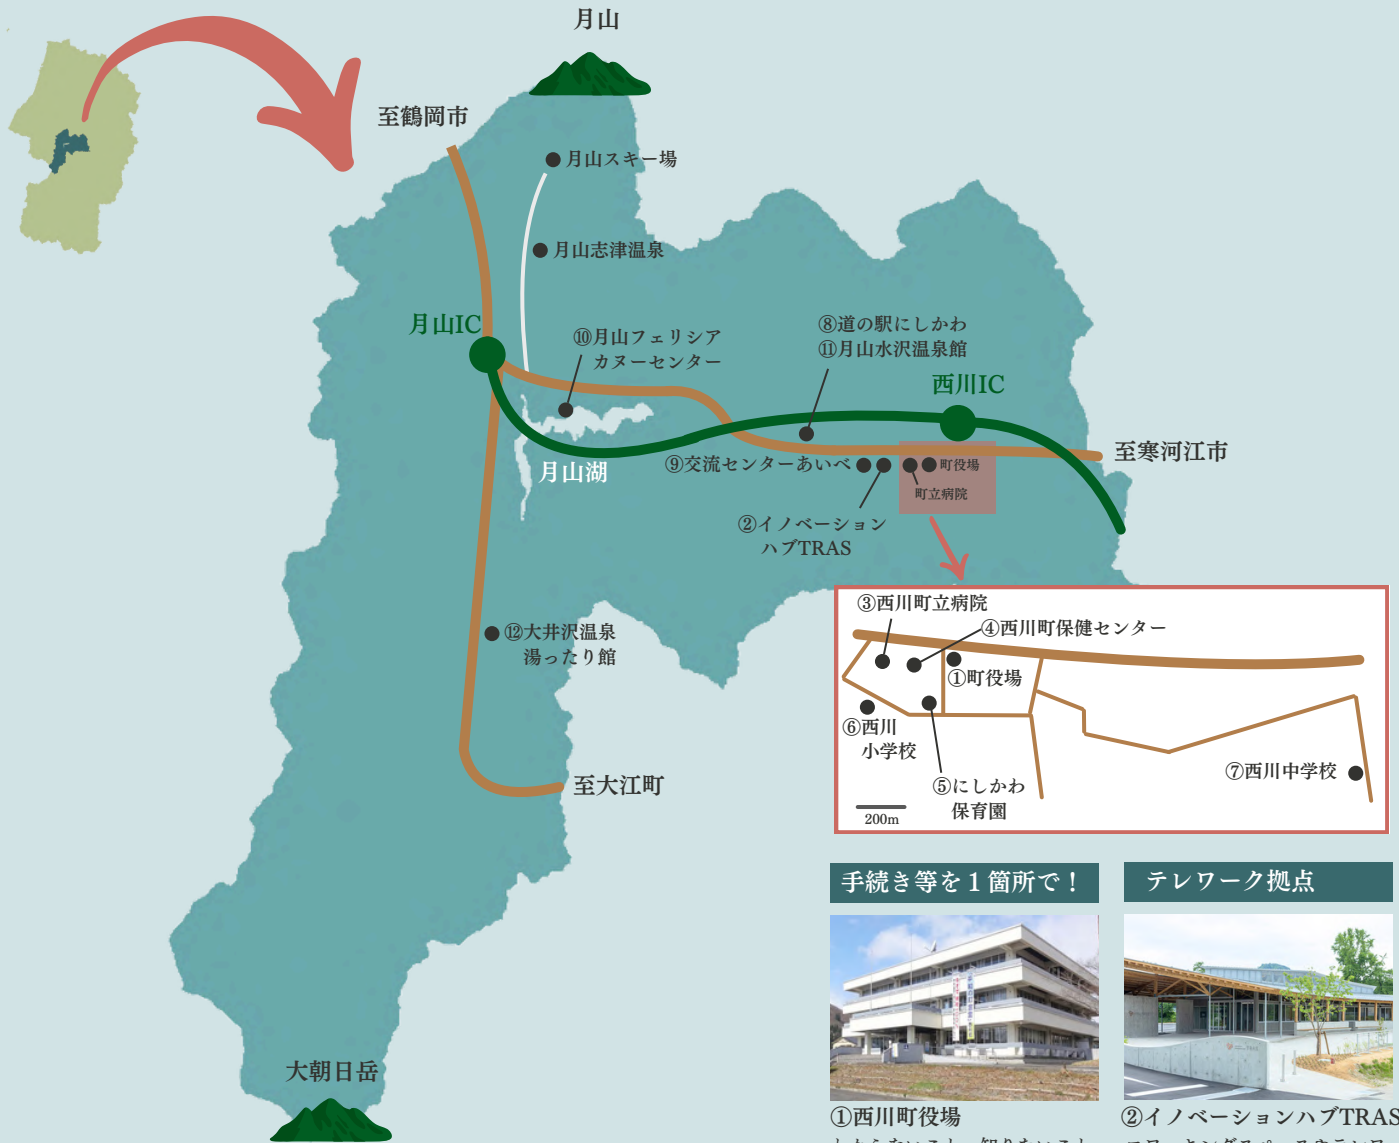 月山
至鶴岡市
月山スキー場
月山志津温泉
月山IC
⑩月山フェリシア
カヌーセンター
⑧道の駅にしかわ
⑪月山水沢温泉館
西川IC
至寒河江市
⑨交流センターあいべ
町役場
町立病院
月山湖
②イノベーション
ハブTRAS
③西川町立病院
④西川町保健センター
①町役場
⑥西川
小学校
⑤にしかわ
保育園
⑦西川中学校
200m
⑫大井沢温泉
湯ったり館
至大江町
大朝日岳
手続き等を１箇所で！
テレワーク拠点
①西川町役場
②イノベーションハブTRAS